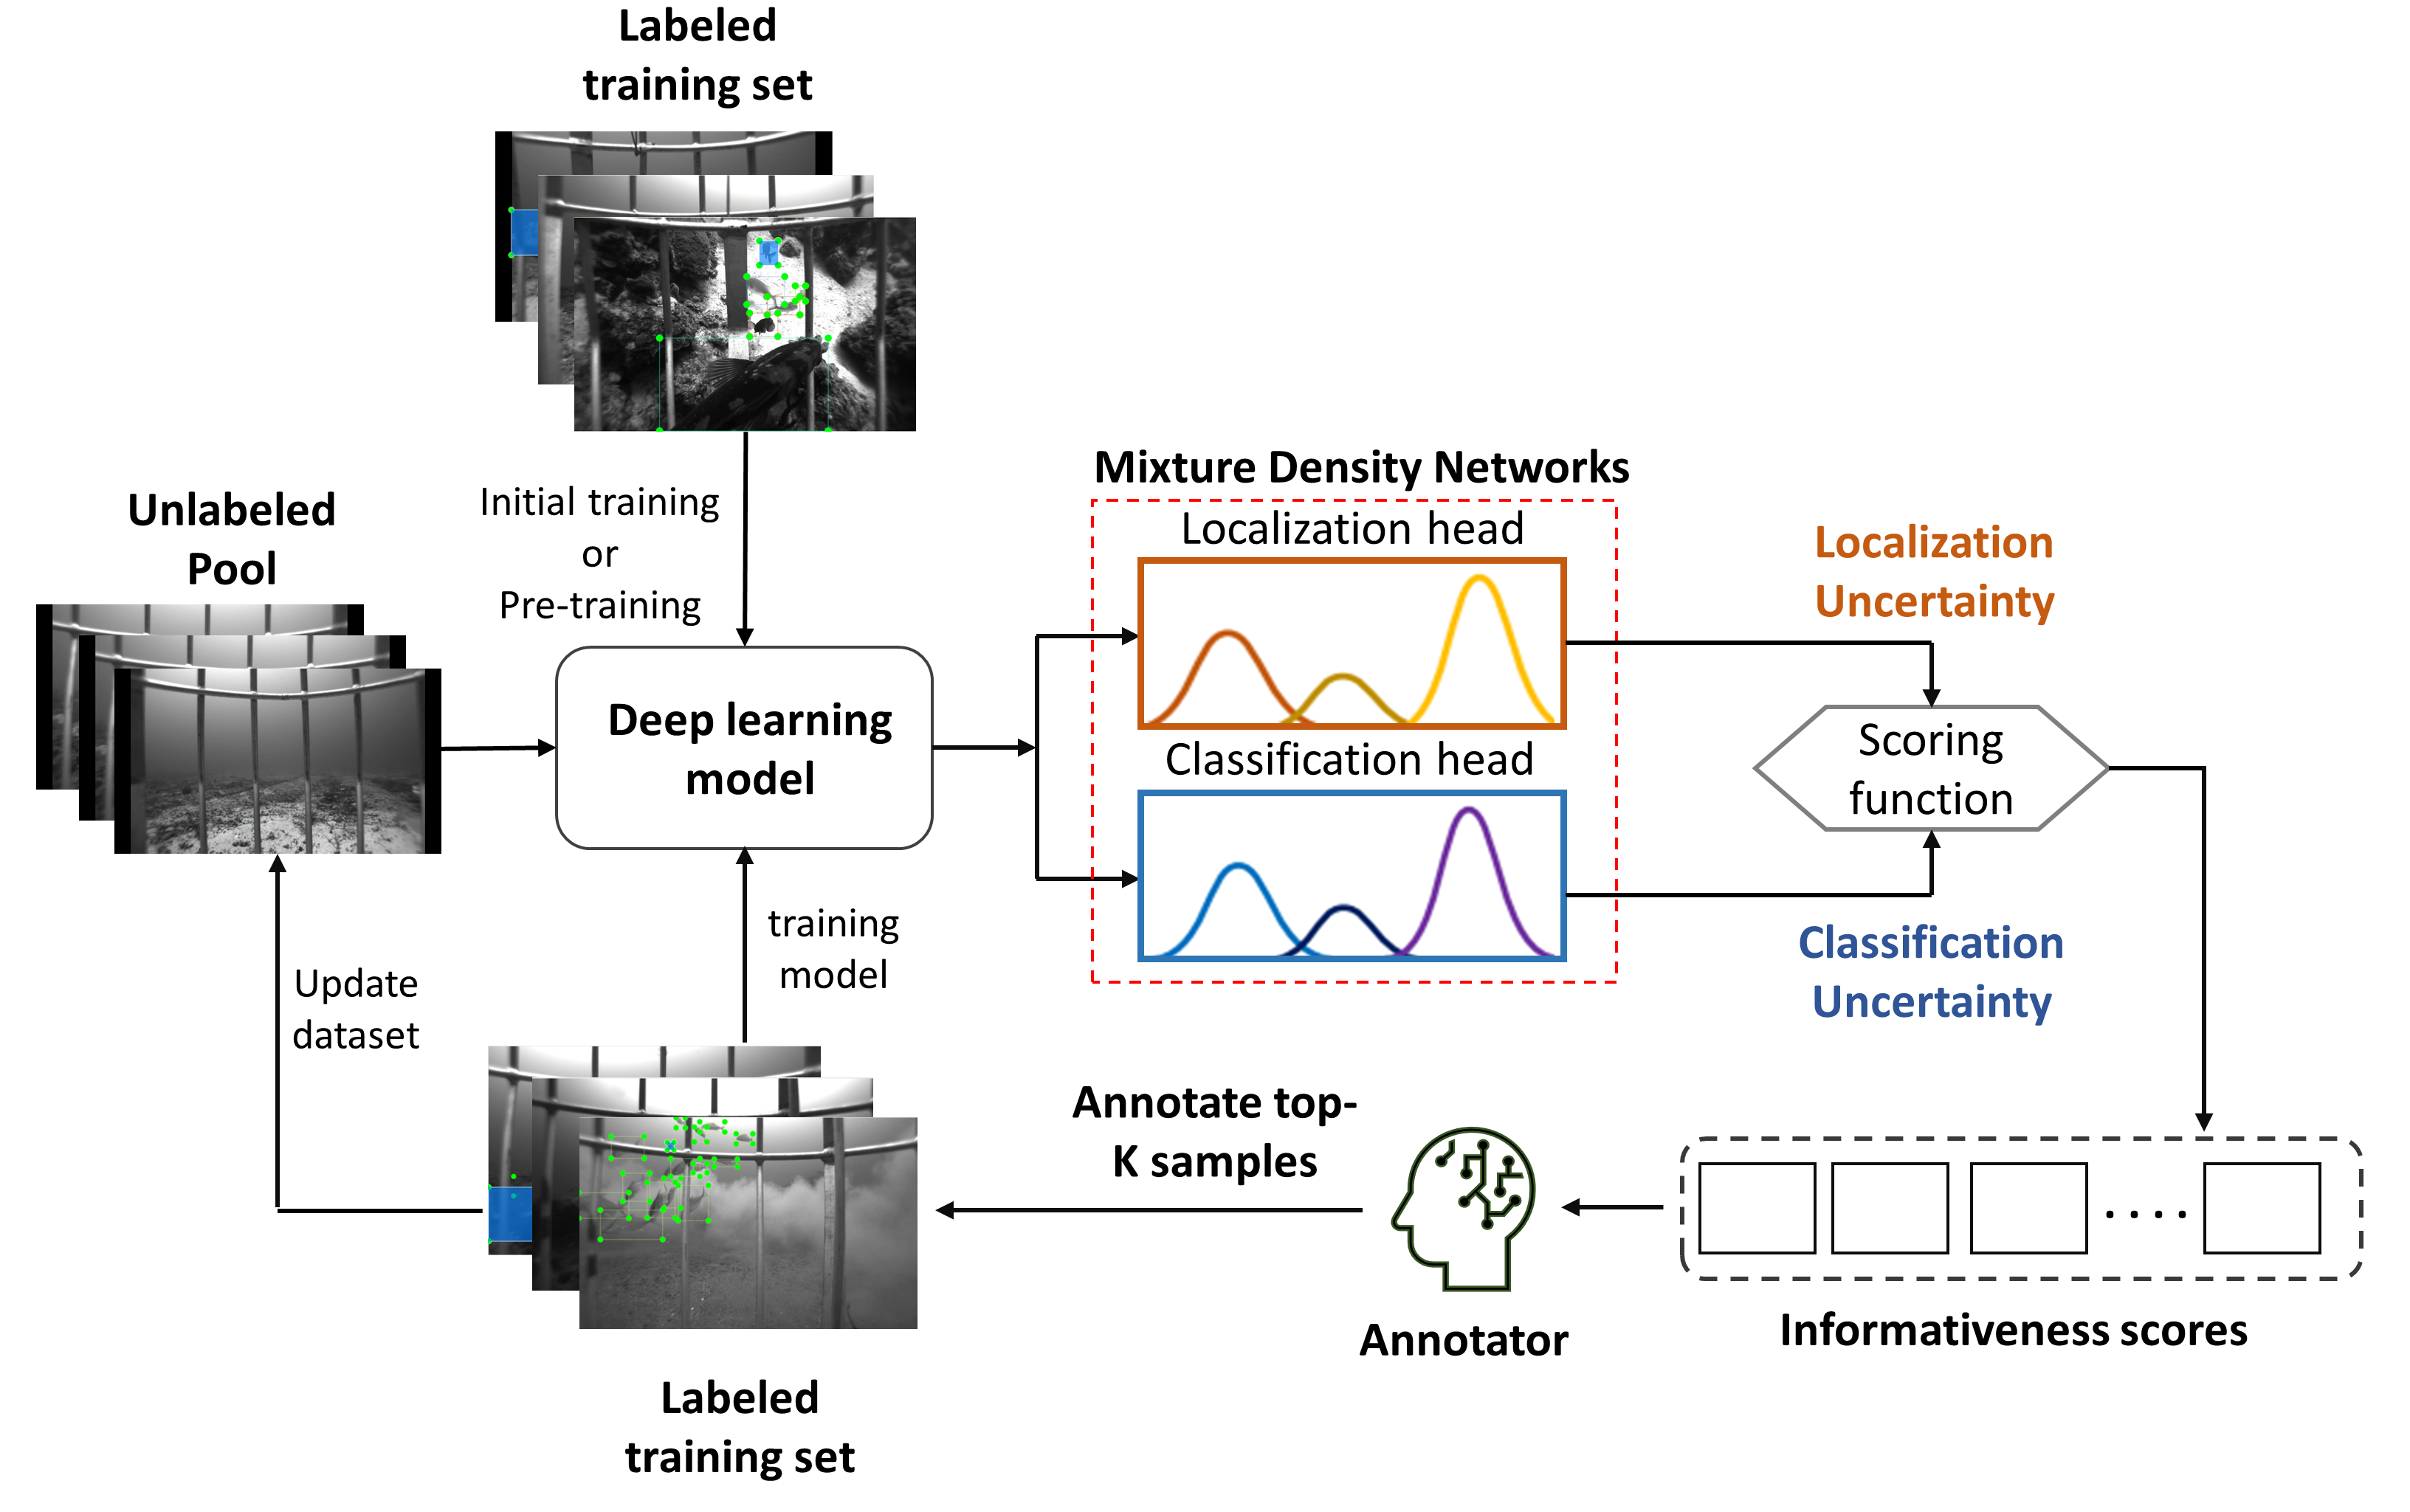 Labeled
training set
Initial training
or
Pre-training
Unlabeled
Pool
Deep learning
model
Mixture Density Networks
Localization head
Classification head
Localization
Uncertainty
Scoring
function
Classification
Uncertainty
training
model
Update
dataset
Annotate top-
K samples
Annotator
Informativeness scores
Labeled
training set